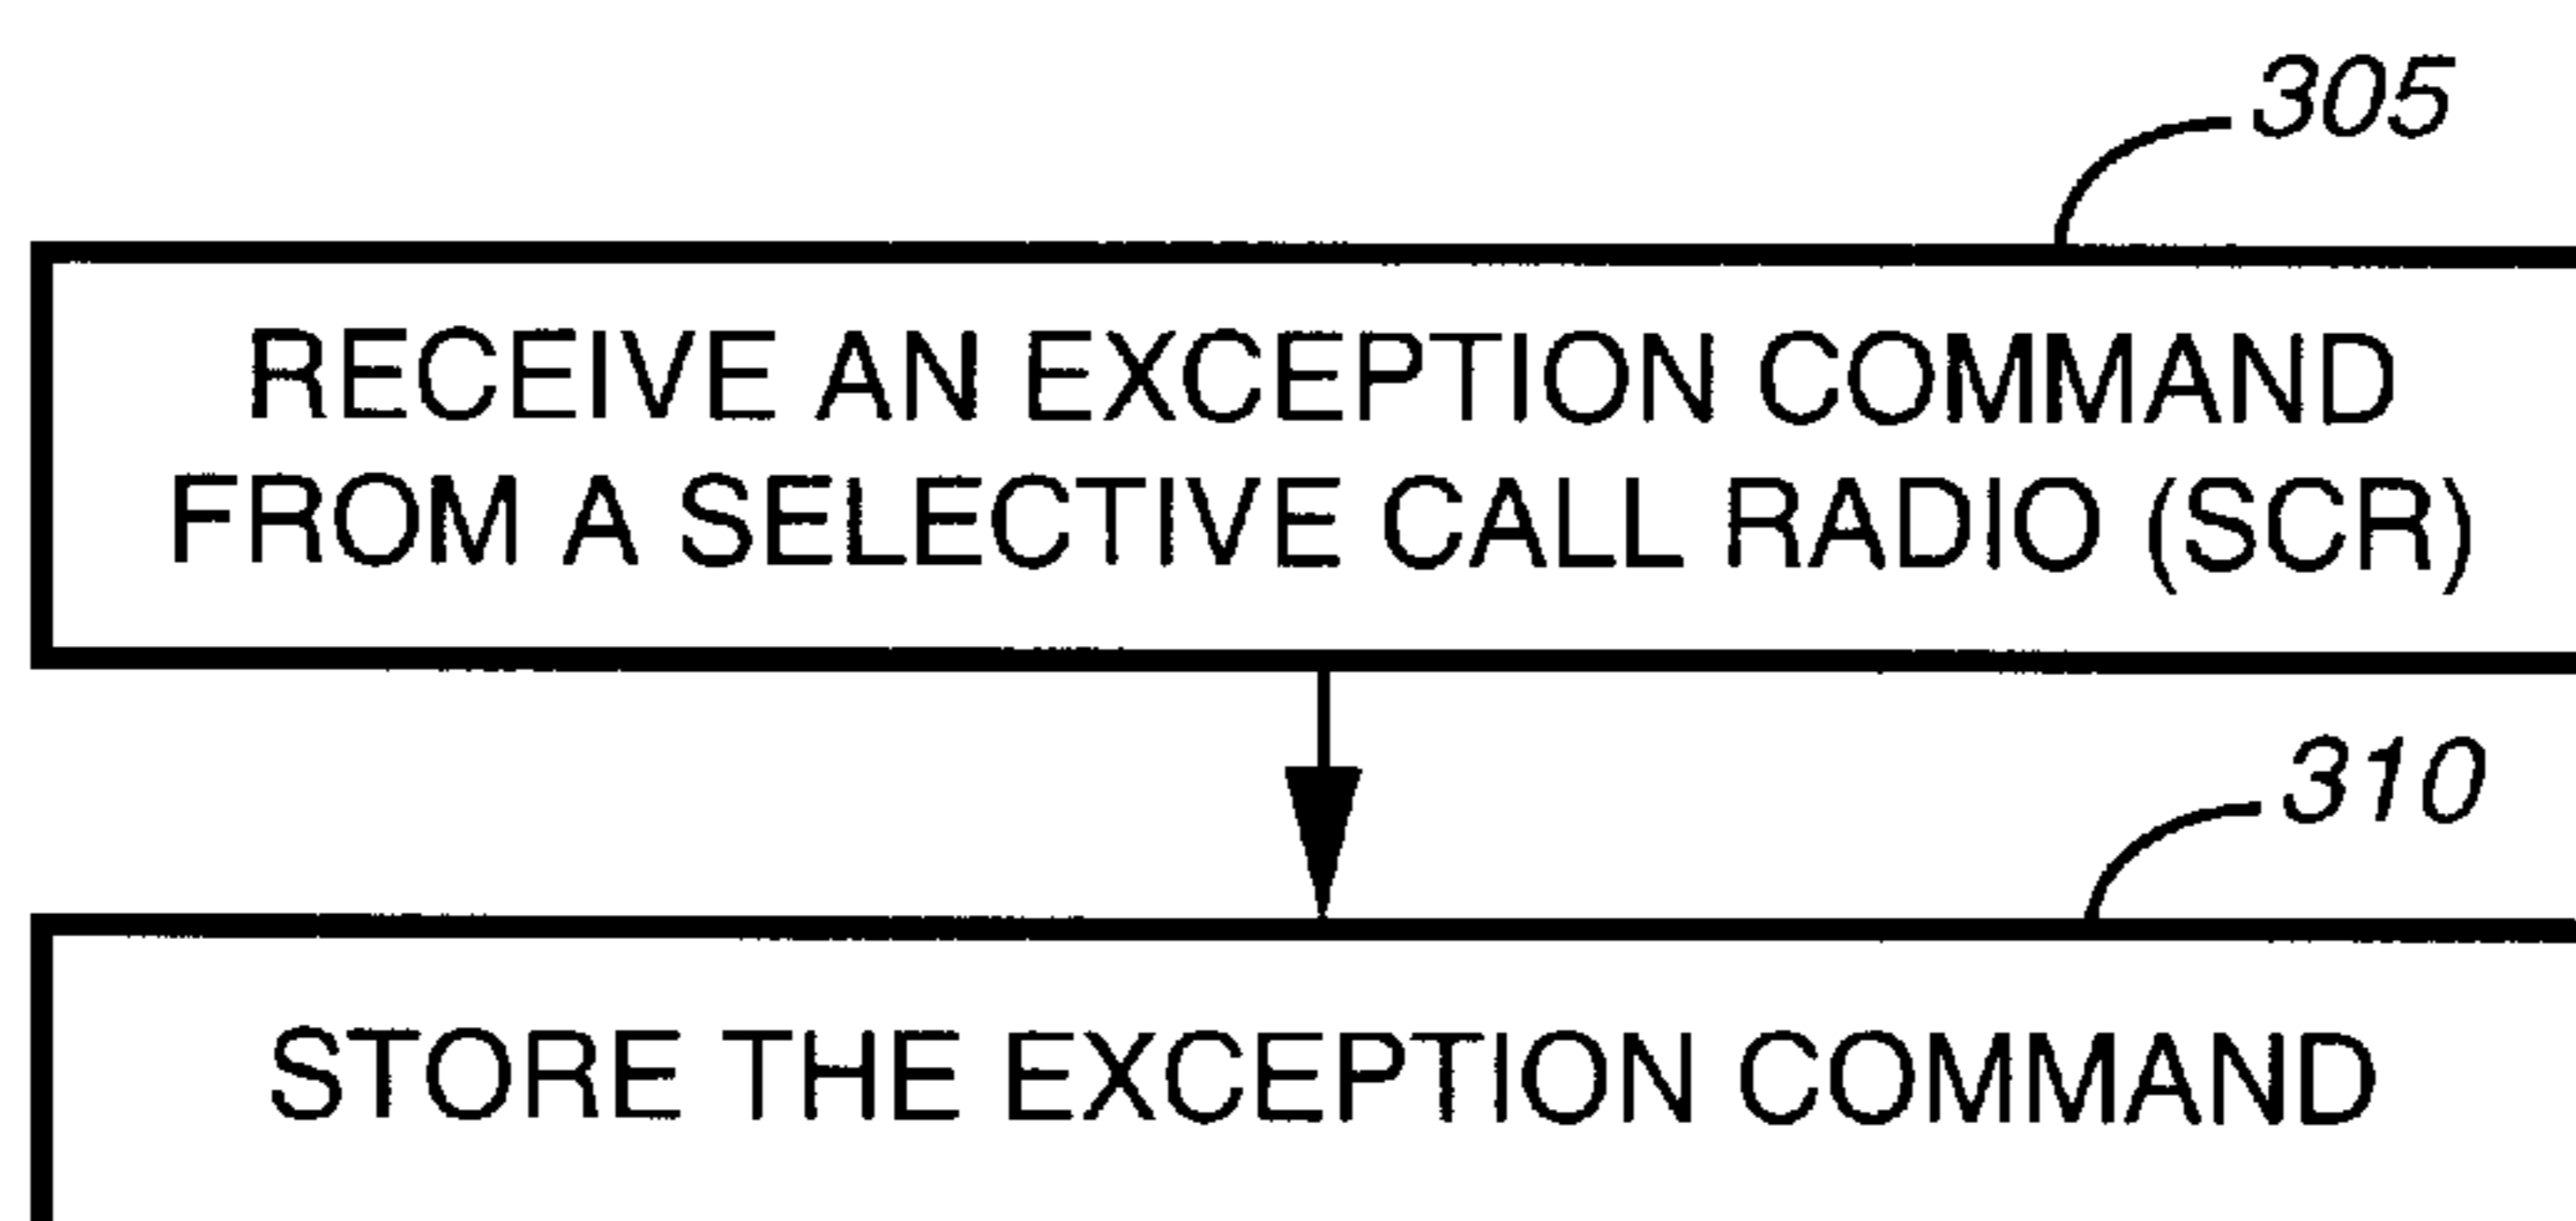 305
RECEIVE AN EXCEPTION COMMAND
FROM A SELECTIVE CALL RADIO (SCR)
310
STORE THE EXCEPTION COMMAND